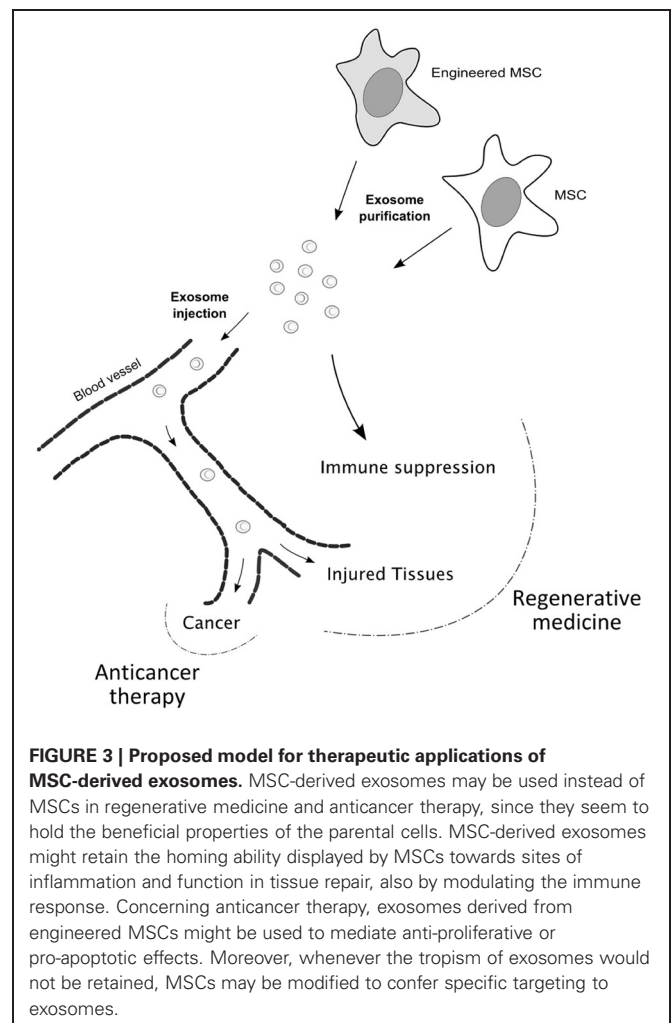 Engineered MSC
Exosome
purification
MSC
Exosome
injection
Blood vessel
Immune suppression
Injured Tissues
Regenerative
medicine
Cancer
Anticancer
therapy
FIGURE 3 | Proposed model for therapeutic applications of
MSC-derived exosomes. MSC-derived exosomes may be used instead of
MSCs in regenerative medicine and anticancer therapy, since they seem to
hold the beneficial properties of the parental cells. MSC-derived exosomes
might retain the homing ability displayed by MSCs towards sites of
inflammation and function in tissue repair, also by modulating the immune
response. Concerning anticancer therapy, exosomes derived from
engineered MSCs might be used to mediate anti-proliferative or
pro-apoptotic effects. Moreover, whenever the tropism of exosomes would
not be retained, MSCs may be modified to confer specific targeting to
exosomes.